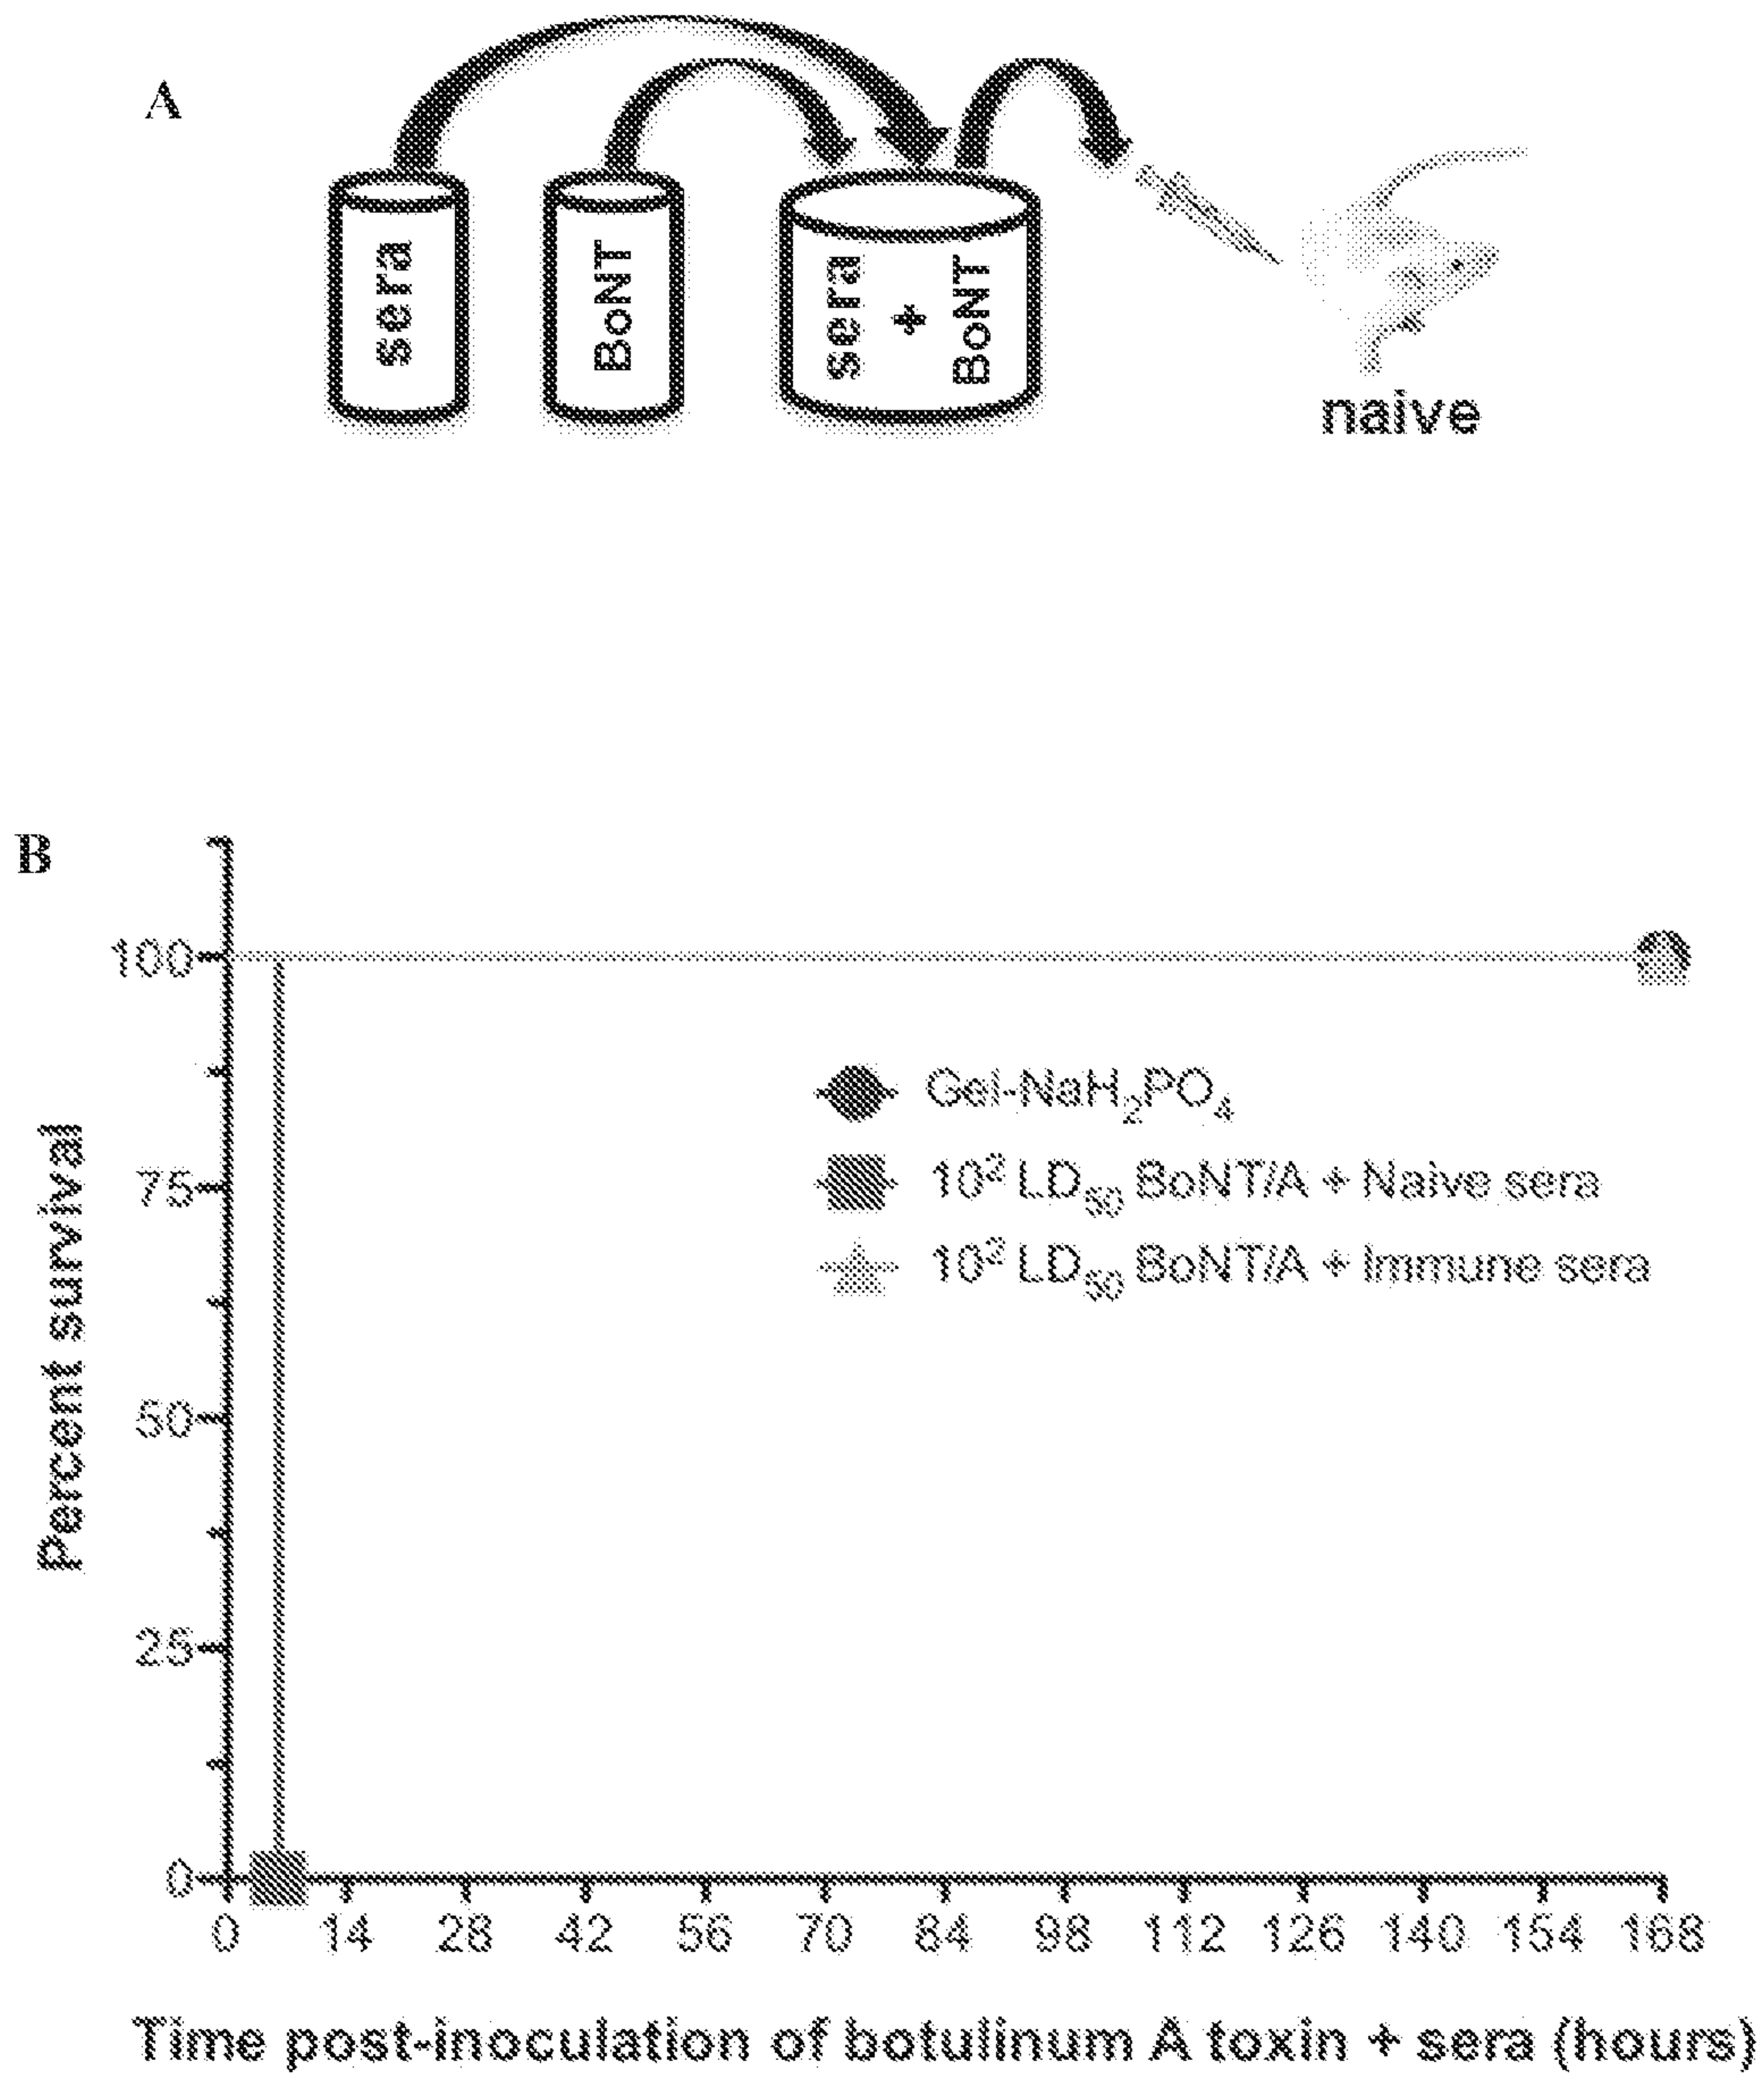 A
sera
BoNT
sera
+
BoNT
naive
B
Percent survival
100
75
50
25
0
Gel-NaH₂PO₄
10² LD₅₀ BoNT/A + Naive sera
10² LD₅₀ BoNT/A + Immune sera
0 14 28 42 56 70 84 98 112 126 140 154 168
Time post-inoculation of botulinum A toxin + sera (hours)